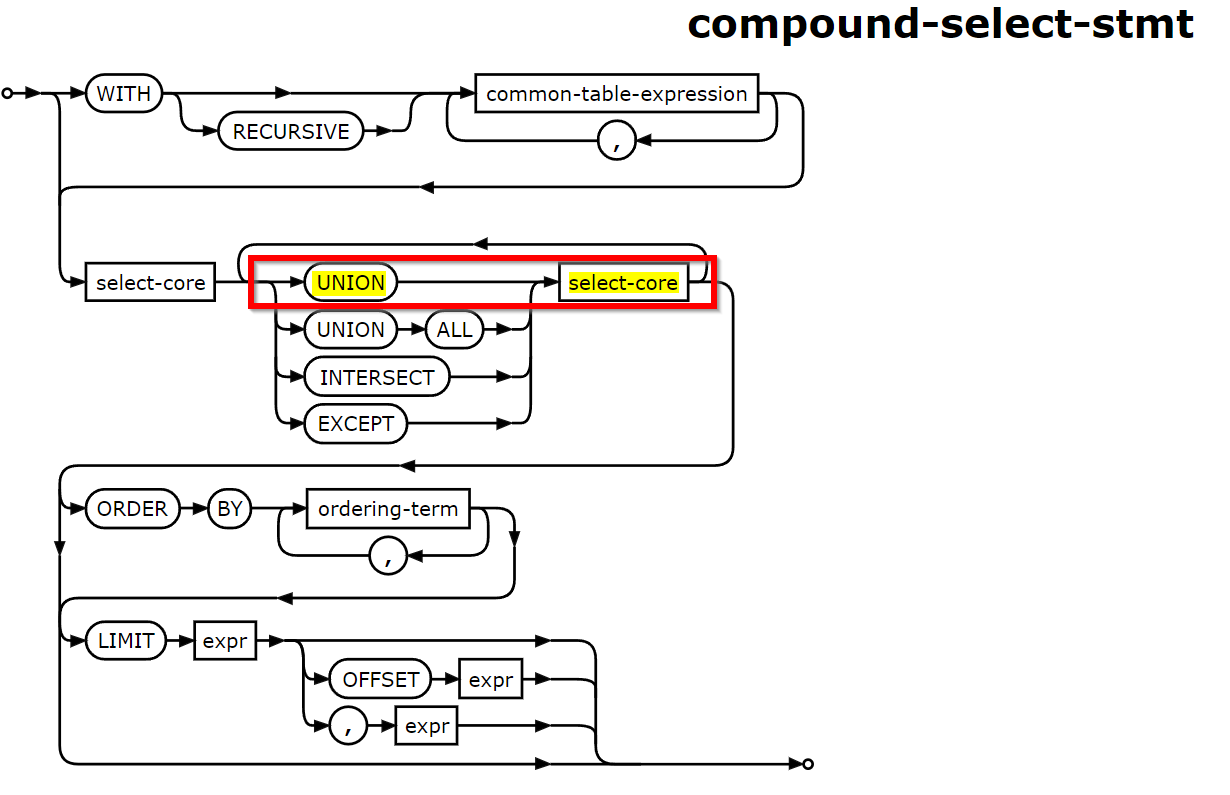 compound-select-stmt
WITH common-table-expression
RECURSIVE ,
select-core UNION select-core
UNION ALL
INTERSECT
EXCEPT
ORDER BY ordering-term
,
LIMIT expr
OFFSET expr
, expr